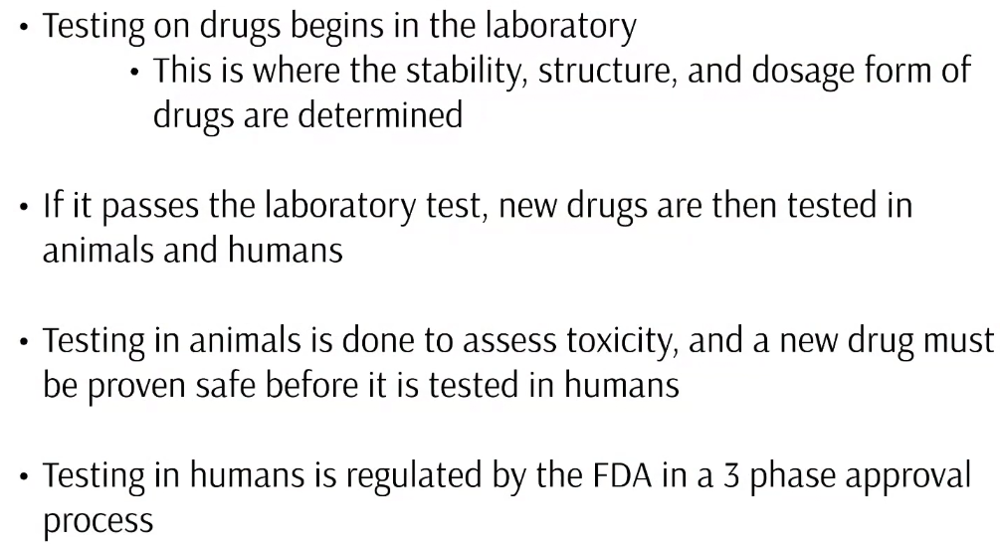 • Testing on drugs begins in the laboratory
• This is where the stability, structure, and dosage form of
drugs are determined
• If it passes the laboratory test, new drugs are then tested in
animals and humans
• Testing in animals is done to assess toxicity, and a new drug must
be proven safe before it is tested in humans
• Testing in humans is regulated by the FDA in a 3 phase approval
process